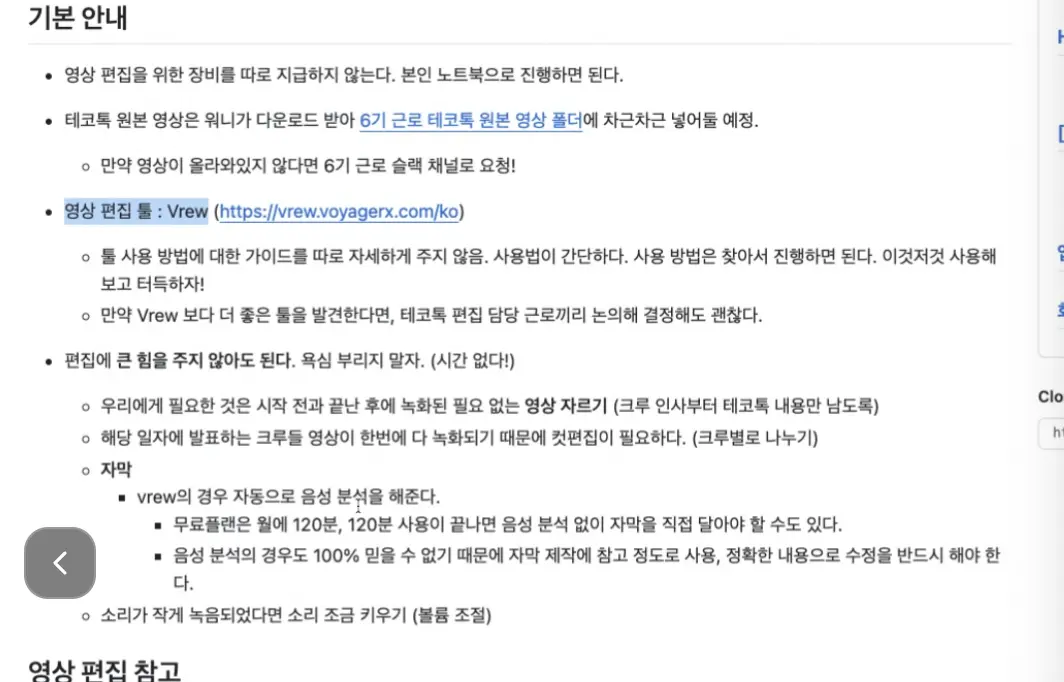 기본 안내
영상 편집을 위한 장비를 따로 지급하지 않는다. 본인 노트북으로 진행하면 된다.
테코톡 원본 영상은 워니가 다운로드 받아 6기 근로 테코톡 원본 영상 폴더에 차근차근 넣어둘 예정.
만약 영상이 올라와있지 않다면 6기 근로 슬랙 채널로 요청!
영상 편집 툴 : Vrew (https://vrew.voyagerx.com/ko)
툴 사용 방법에 대한 가이드를 따로 자세하게 주지 않음. 사용법이 간단하다. 사용 방법은 찾아서 진행하면 된다. 이것저것 사용해
보고 터득하자!
만약 Vrew 보다 더 좋은 툴을 발견한다면, 테코톡 편집 담당 근로끼리 논의해 결정해도 괜찮다.
편집에 큰 힘을 주지 않아도 된다. 욕심 부리지 말자. (시간 없다!)
우리에게 필요한 것은 시작 전과 끝난 후에 녹화된 필요 없는 영상 자르기 (크루 인사부터 테코톡 내용만 남도록)
해당 일자에 발표하는 크루들 영상이 한번에 다 녹화되기 때문에 컷편집이 필요하다. (크루별로 나누기)
자막
vrew의 경우 자동으로 음성 분석을 해준다.
무료플랜은 월에 120분, 120분 사용이 끝나면 음성 분석 없이 자막을 직접 달아야 할 수도 있다.
음성 분석의 경우도 100% 믿을 수 없기 때문에 자막 제작에 참고 정도로 사용, 정확한 내용으로 수정을 반드시 해야 한
다.
소리가 작게 녹음되었다면 소리 조금 키우기 (볼륨 조절)
영상 편집 참고
Clo